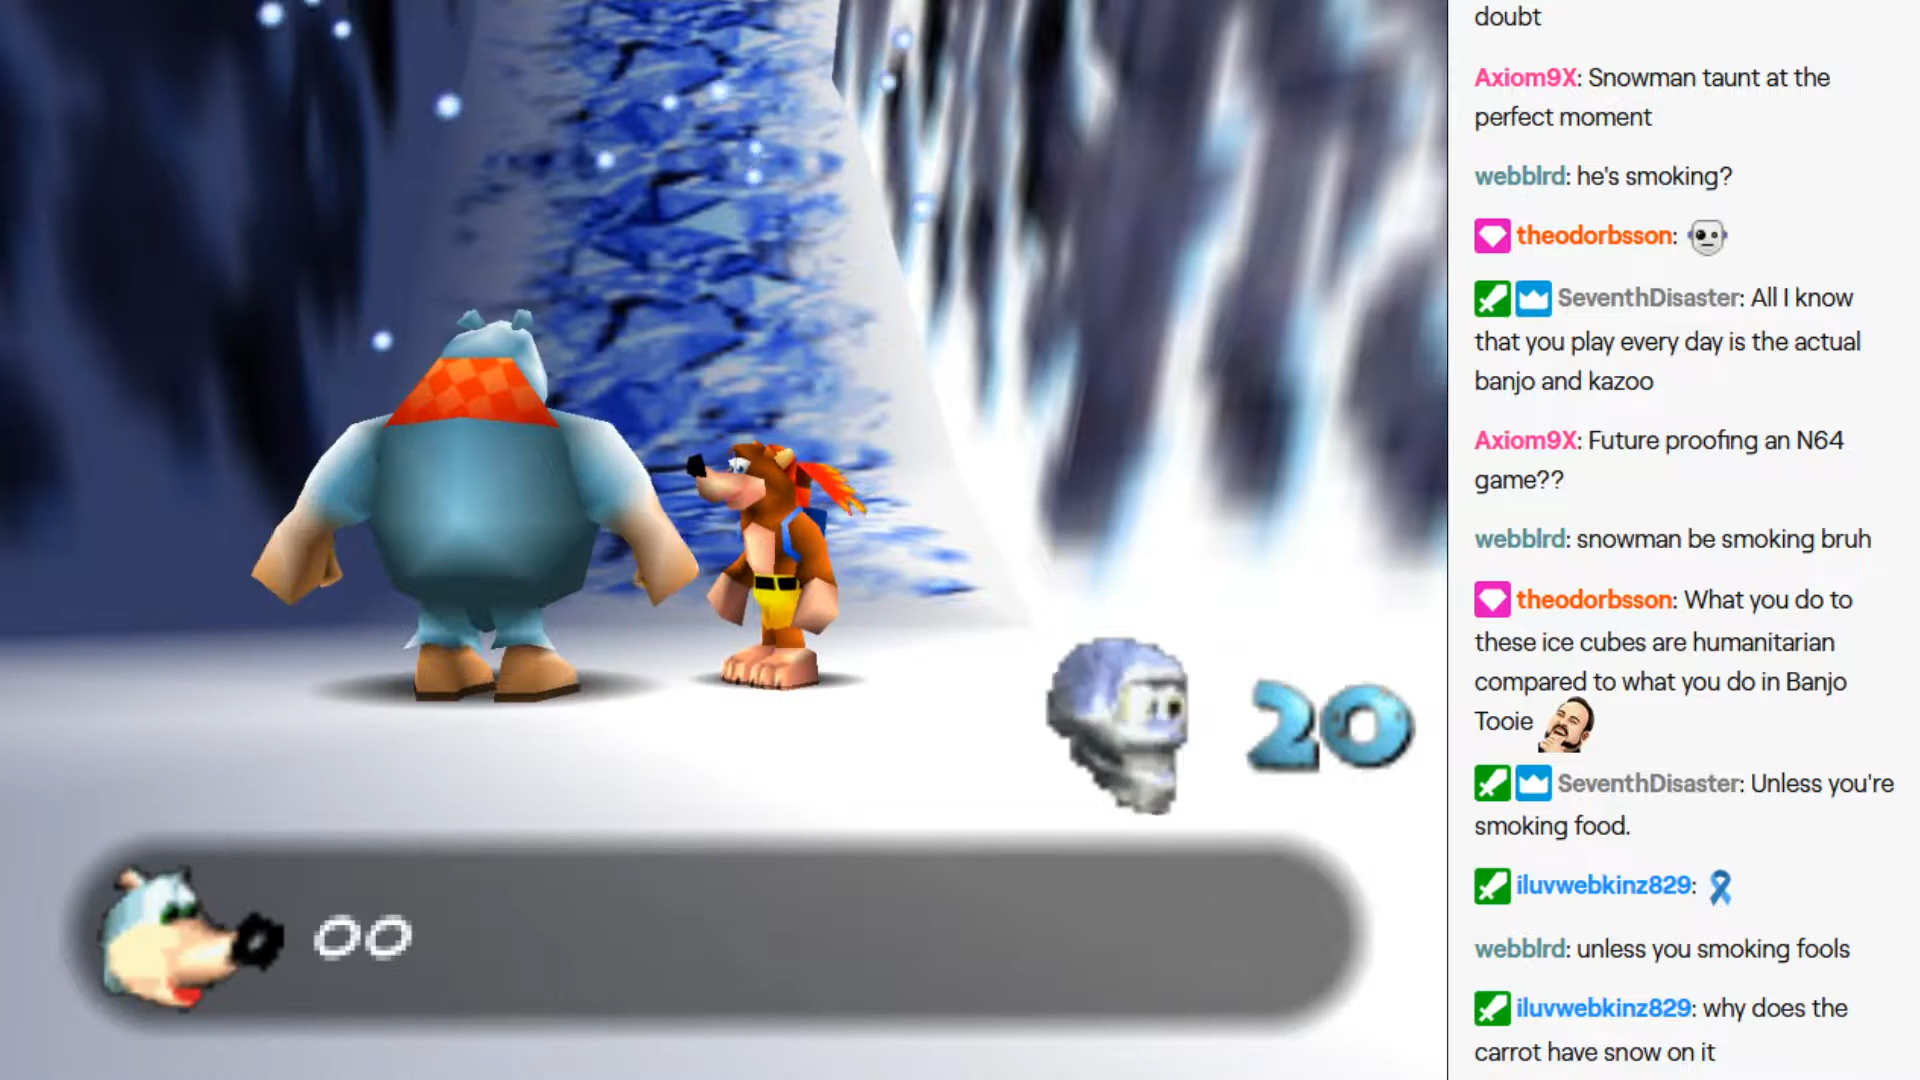 20
OO
doubt
Axiom9X: Snowman taunt at the
perfect moment
webblrd: he's smoking?
theodorbsson:
SeventhDisaster: All I know
that you play every day is the actual
banjo and kazoo
Axiom9X: Future proofing an N64
game??
webblrd: snowman be smoking bruh
theodorbsson: What you do to
these ice cubes are humanitarian
compared to what you do in Banjo
Tooie
SeventhDisaster: Unless you're
smoking food.
iluvwebkinz829:
webblrd: unless you smoking fools
iluvwebkinz829: why does the
carrot have snow on it